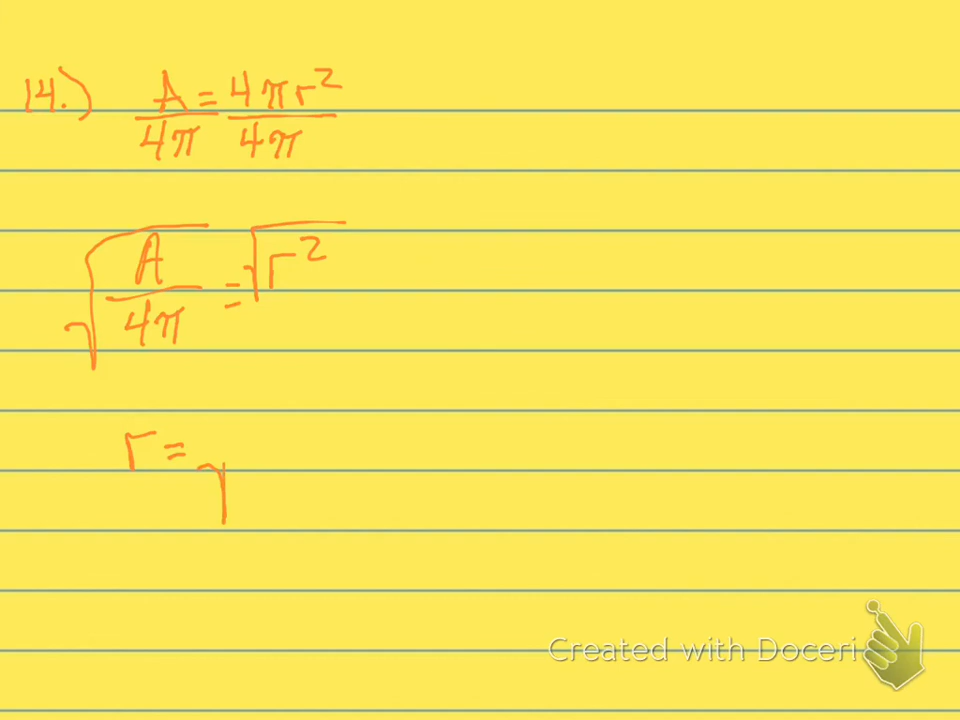 14.) A = 4πr²
4π 4π
√A = √r²
4π
r = √
Created with Doceri